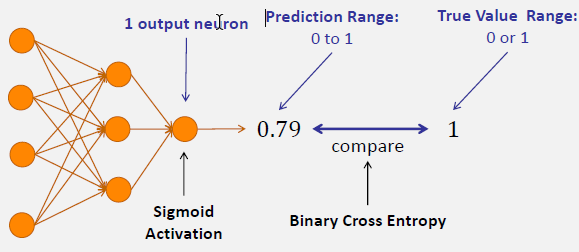 1 output neuron
Prediction Range:
0 to 1
True Value Range:
0 or 1
0.79
compare
1
Sigmoid
Activation
Binary Cross Entropy